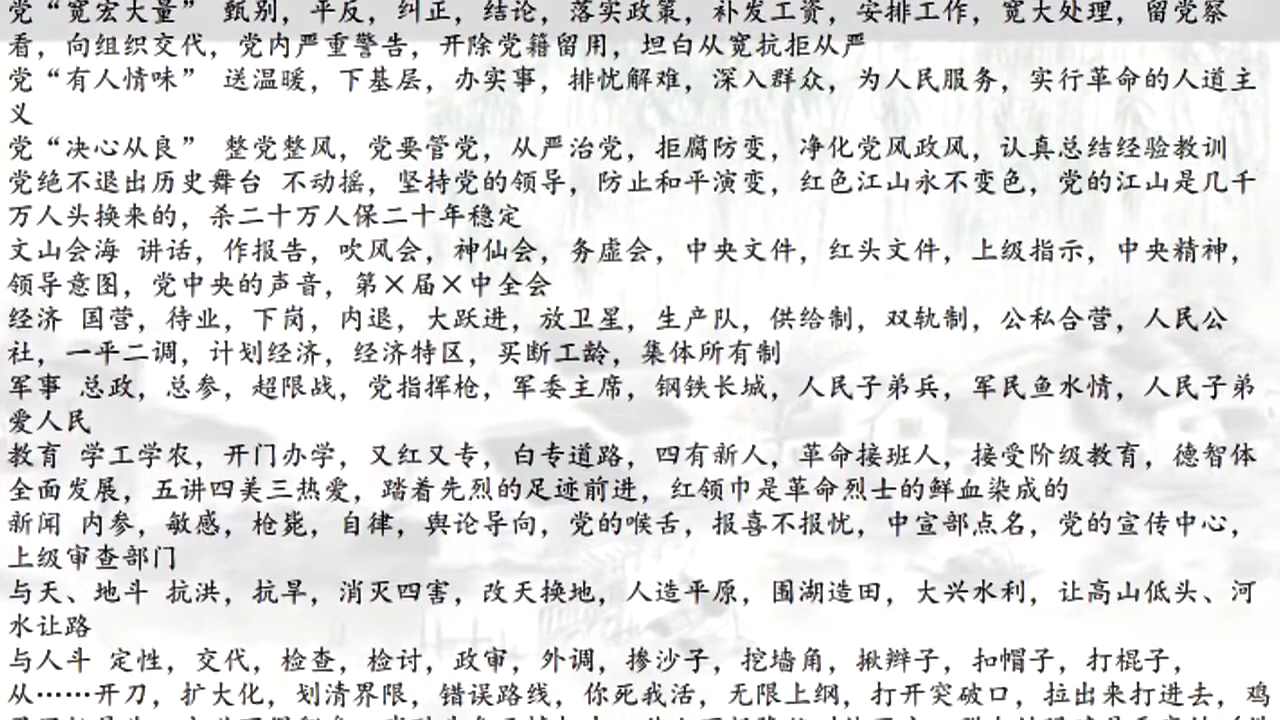 党“宽宏大量” 甄别，平反，纠正，结论，落实政策，补发工资，安排工作，宽大处理，留党察
看，向组织交代，党内严重警告，开除党籍留用，坦白从宽抗拒从严
党“有人情味” 送温暖，下基层，办实事，排忧解难，深入群众，为人民服务，实行革命的人道主
义
党“决心从良” 整党整风，党要管党，从严治党，拒腐防变，净化党风政风，认真总结经验教训
党绝不退出历史舞台 不动摇，坚持党的领导，防止和平演变，红色江山永不变色，党的江山是几千
万人头换来的，杀二十万人保二十年稳定
文山会海 讲话，作报告，吹风会，神仙会，务虚会，中央文件，红头文件，上级指示，中央精神，
领导意图，党中央的声音，第×届×中全会
经济 国营，待业，下岗，内退，大跃进，放卫星，生产队，供给制，双轨制，公私合营，人民公
社，一平二调，计划经济，经济特区，买断工龄，集体所有制
军事 总政，总参，超限战，党指挥枪，军委主席，钢铁长城，人民子弟兵，军民鱼水情，人民子弟
爱人民
教育 学工学农，开门办学，又红又专，白专道路，四有新人，革命接班人，接受阶级教育，德智体
全面发展，五讲四美三热爱，踏着先烈的足迹前进，红领巾是革命烈士的鲜血染成的
新闻 内参，敏感，枪毙，自律，舆论导向，党的喉舌，报喜不报忧，中宣部点名，党的宣传中心，
上级审查部门
与天、地斗 抗洪，抗旱，消灭四害，改天换地，人造平原，围湖造田，大兴水利，让高山低头、河
水让路
与人斗 定性，交代，检查，检讨，政审，外调，掺沙子，挖墙角，揪辫子，扣帽子，打棍子，
从……开刀，扩大化，划清界限，错误路线，你死我活，无限上纲，打开突破口，拉出来打进去，鸡